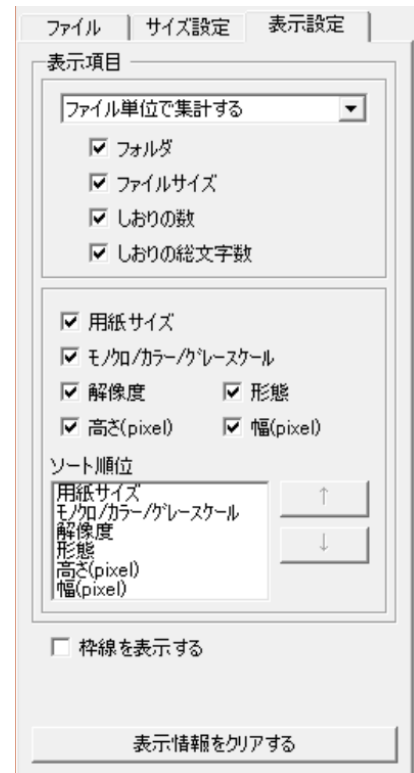 ファイル サイズ設定 表示設定
表示項目
ファイル単位で集計する
フォルダ
ファイルサイズ
しおりの数
しおりの総文字数
用紙サイズ
モノクロ/カラー/グレースケール
解像度 形態
高さ(pixel) 幅(pixel)
ソート順位
用紙サイズ
モノクロ/カラー/グレースケール
解像度
形態
高さ(pixel)
幅(pixel)
↑
↓
枠線を表示する
表示情報をクリアする